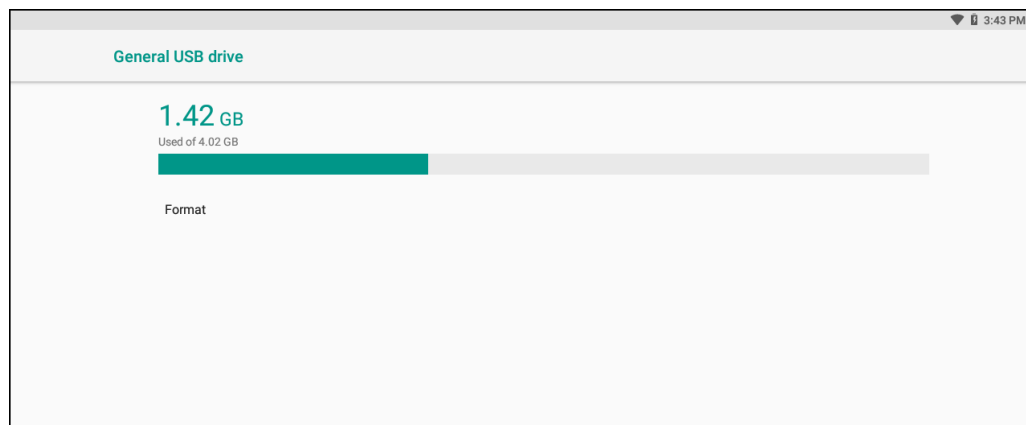 3:43 PM
General USB drive
1.42 GB
Used of 4.02 GB
Format